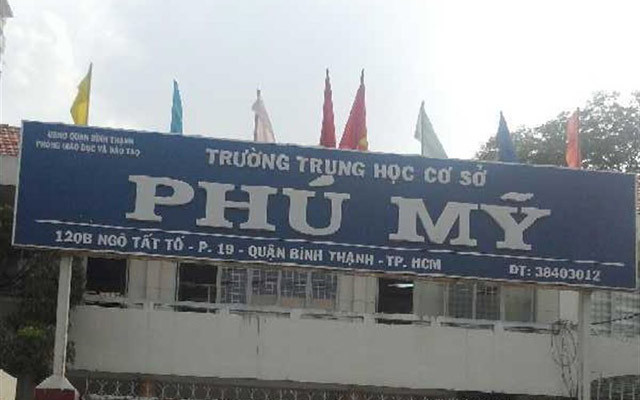 UBND QUẬN BÌNH THẠNH
PHÒNG GIÁO DỤC VÀ ĐÀO TẠO
TRƯỜNG TRUNG HỌC CƠ SỞ
PHÚ MỸ
120B NGÔ TẤT TỐ - P. 19 - QUẬN BÌNH THẠNH - TP. HCM
ĐT: 38403012